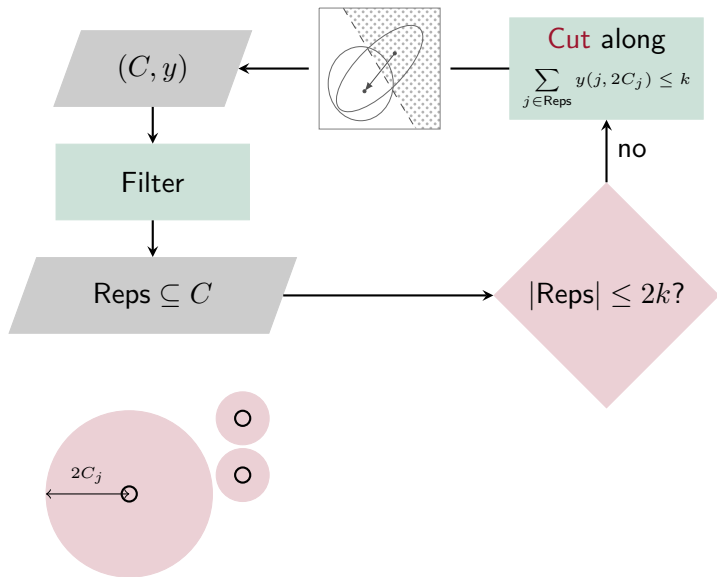 (C, y)
Cut along
∑ y(j, 2C_j) ≤ k
j∈Reps
no
Filter
Reps ⊆ C
|Reps| ≤ 2k?
2C_j